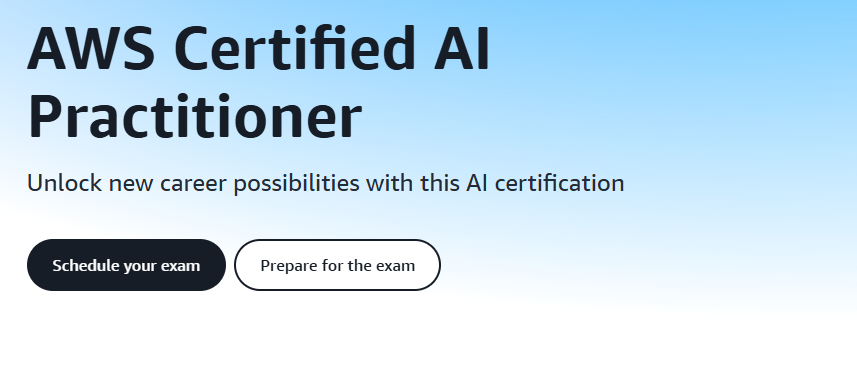 AWS Certified AI
Practitioner
Unlock new career possibilities with this AI certification
Schedule your exam
Prepare for the exam